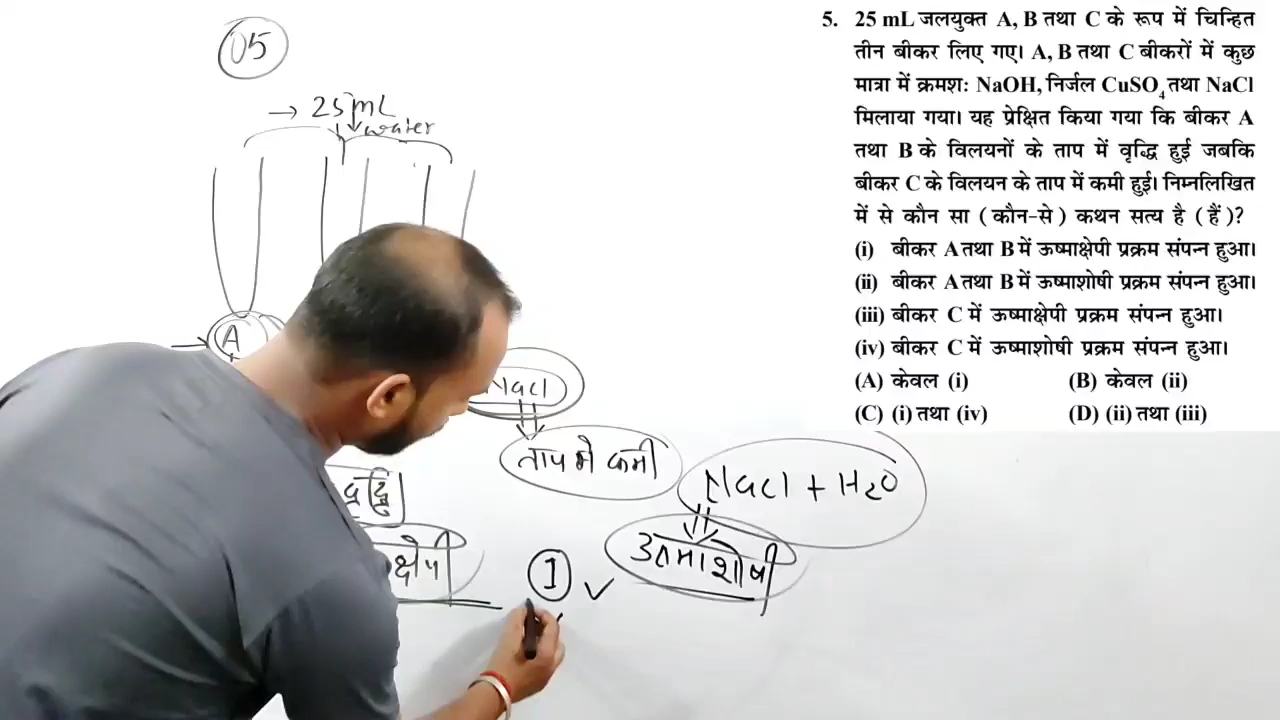 05
→ 25 mL
water
A
NaCl
ताप मे कमी
NaCl + H2O
उष्माशोषी
क्षेपी
I ✓
5. 25 mL जलयुक्त A, B तथा C के रूप में चिन्हित
तीन बीकर लिए गए। A, B तथा C बीकरों में कुछ
मात्रा में क्रमश: NaOH, निर्जल CuSO4 तथा NaCl
मिलाया गया। यह प्रेक्षित किया गया कि बीकर A
तथा B के विलयनों के ताप में वृद्धि हुई जबकि
बीकर C के विलयन के ताप में कमी हुई। निम्नलिखित
में से कौन सा ( कौन-से ) कथन सत्य है ( हैं )?
(i) बीकर A तथा B में ऊष्माक्षेपी प्रक्रम संपन्न हुआ।
(ii) बीकर A तथा B में ऊष्माशोषी प्रक्रम संपन्न हुआ।
(iii) बीकर C में ऊष्माक्षेपी प्रक्रम संपन्न हुआ।
(iv) बीकर C में ऊष्माशोषी प्रक्रम संपन्न हुआ।
(A) केवल (i) (B) केवल (ii)
(C) (i) तथा (iv) (D) (ii) तथा (iii)